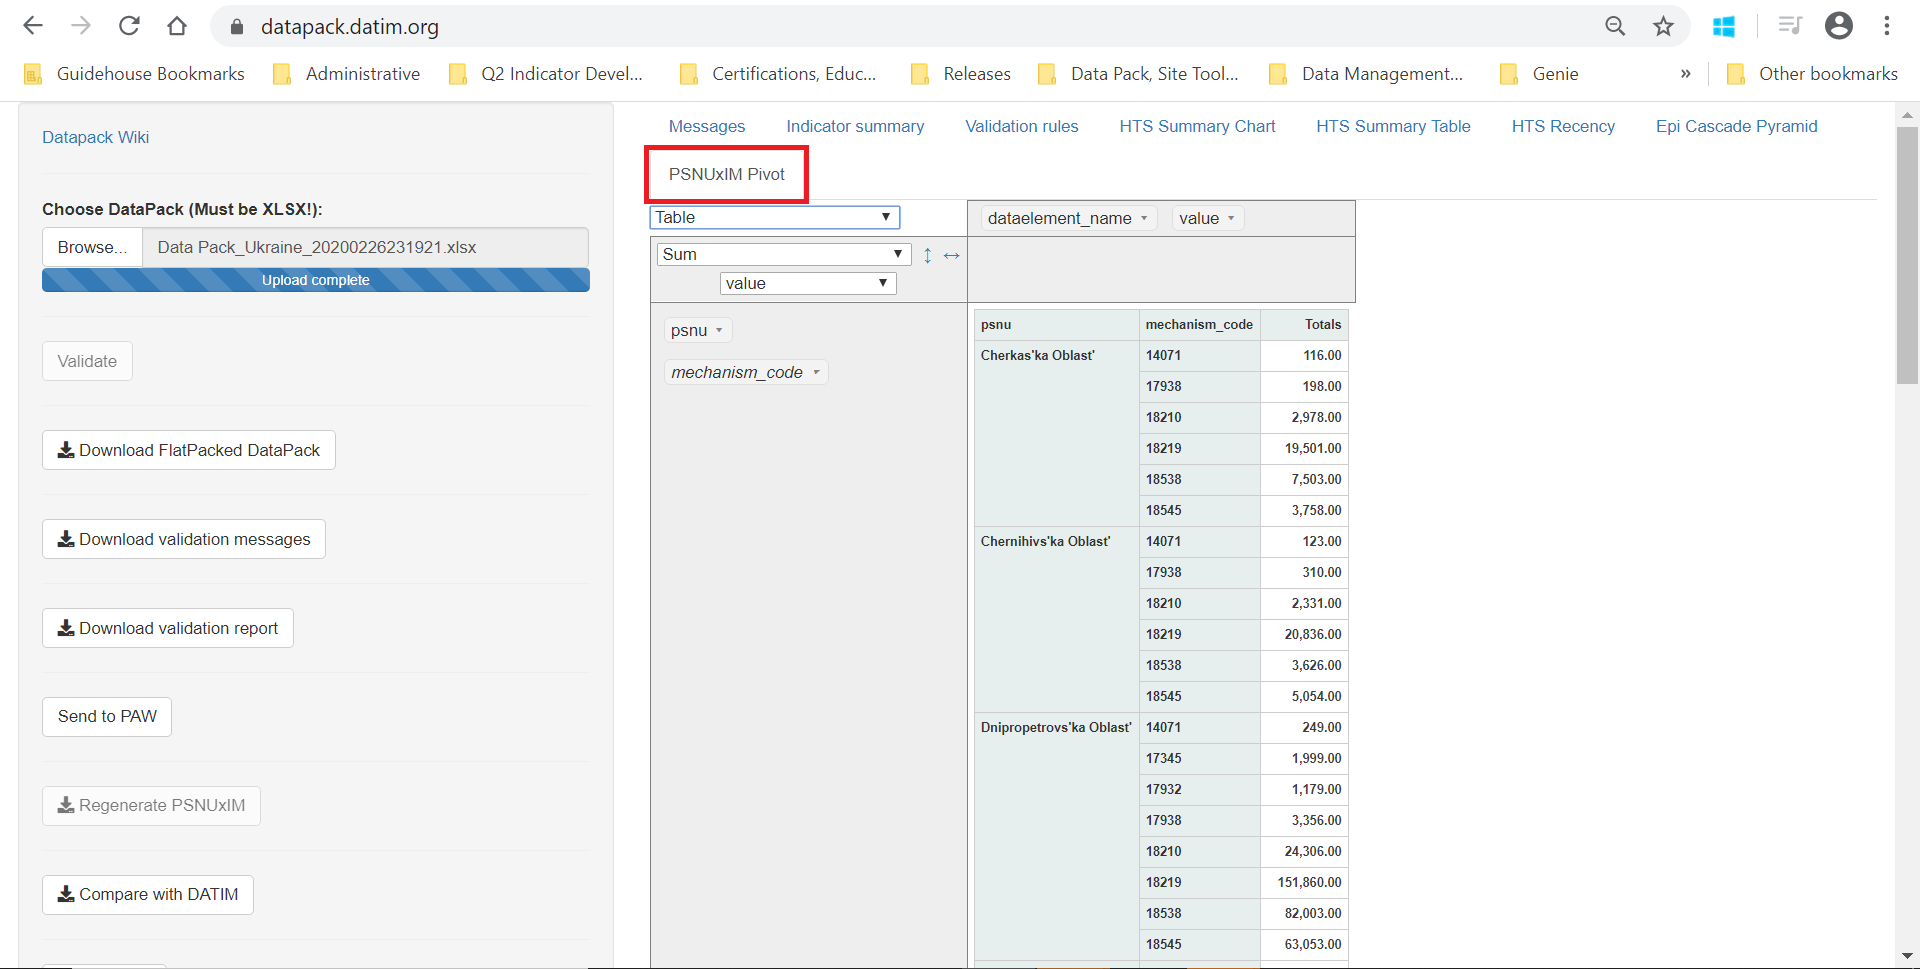 datapack.datim.org
Guidehouse Bookmarks Administrative Q2 Indicator Devel... Certifications, Educ... Releases Data Pack, Site Tool... Data Management... Genie » Other bookmarks
Datapack Wiki
Choose DataPack (Must be XLSX!):
Browse... Data Pack_Ukraine_20200226231921.xlsx
Upload complete
Validate
Download FlatPacked DataPack
Download validation messages
Download validation report
Send to PAW
Regenerate PSNUxIM
Compare with DATIM
Messages Indicator summary Validation rules HTS Summary Chart HTS Summary Table HTS Recency Epi Cascade Pyramid
PSNUxIM Pivot
Table dataelement_name value
Sum
value
psnu
mechanism_code
psnu mechanism_code Totals
Cherkas'ka Oblast' 14071 116.00
17938 198.00
18210 2,978.00
18219 19,501.00
18538 7,503.00
18545 3,758.00
Chernihivs'ka Oblast' 14071 123.00
17938 310.00
18210 2,331.00
18219 20,836.00
18538 3,626.00
18545 5,054.00
Dnipropetrovs'ka Oblast' 14071 249.00
17345 1,999.00
17932 1,179.00
17938 3,356.00
18210 24,306.00
18219 151,860.00
18538 82,003.00
18545 63,053.00